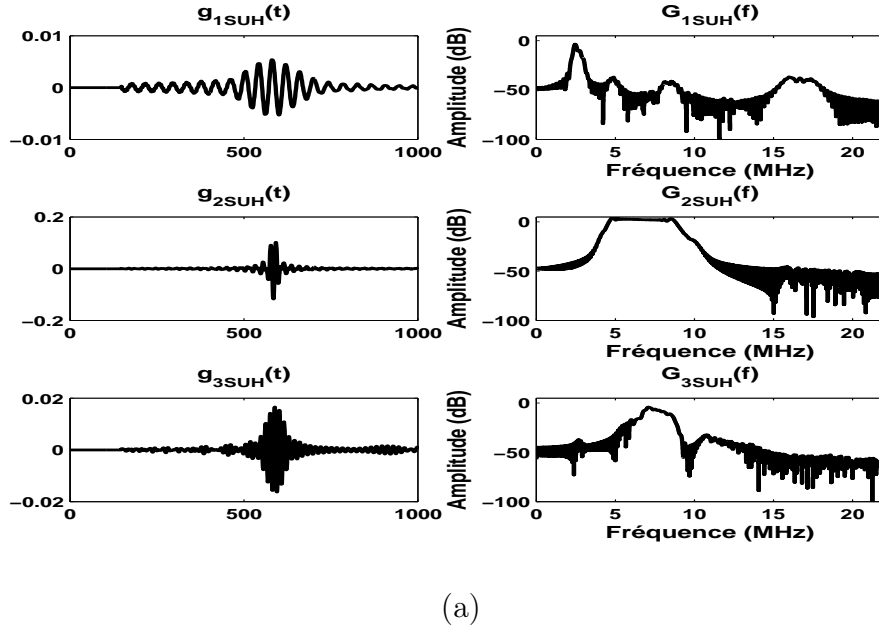 g1SUH(t)
0.01
0
−0.01
0 500 1000
G1SUH(f)
Amplitude (dB)
0
−50
−100
0 5 10 15 20
Fréquence (MHz)
g2SUH(t)
0.2
0
−0.2
0 500 1000
G2SUH(f)
Amplitude (dB)
0
−50
−100
0 5 10 15 20
Fréquence (MHz)
g3SUH(t)
0.02
0
−0.02
0 500 1000
G3SUH(f)
Amplitude (dB)
0
−50
−100
0 5 10 15 20
Fréquence (MHz)
(a)